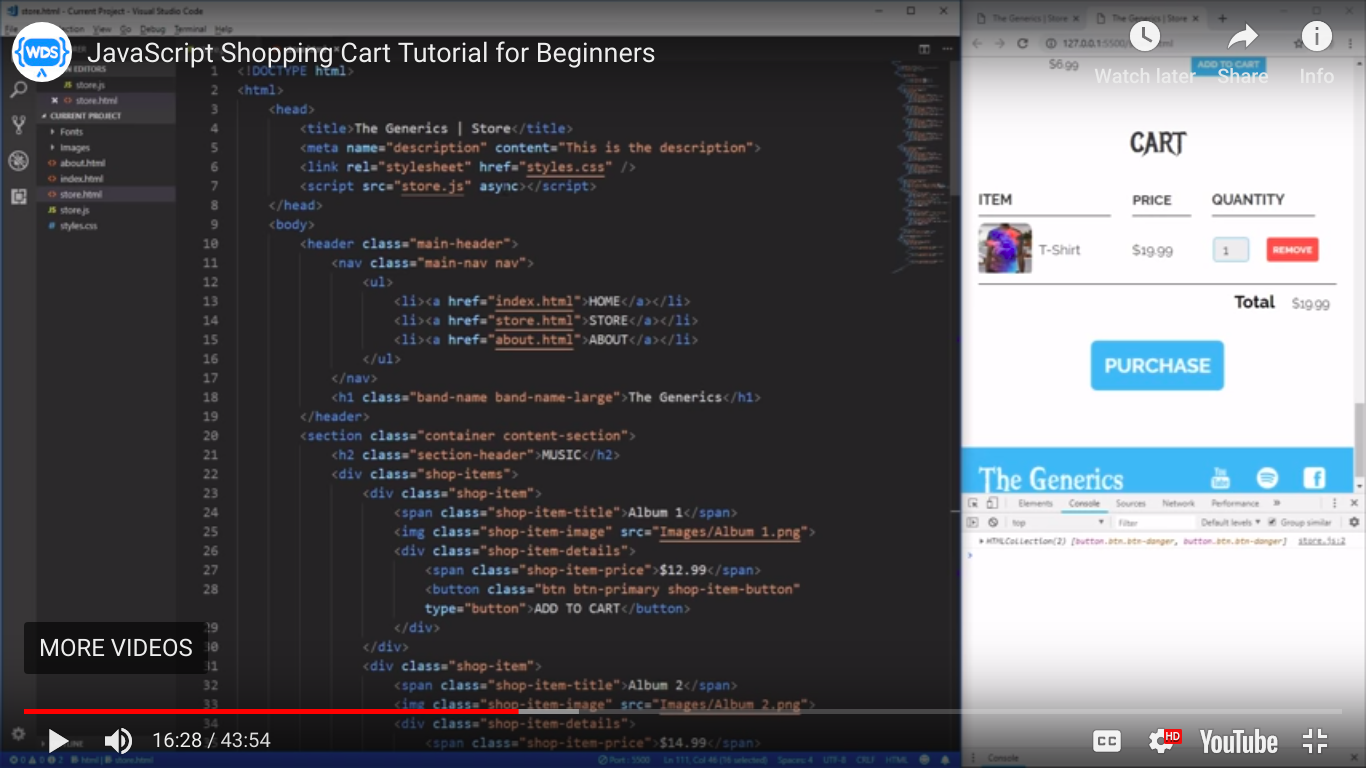 store.html - Current Project - Visual Studio Code
View Go Debug Terminal Help
WDS
JavaScript Shopping Cart Tutorial for Beginners
EDITORS
store.js
store.html
CURRENT PROJECT
Fonts
Images
about.html
index.html
store.html
store.js
styles.css
1 <!DOCTYPE html>
2 <html>
3 <head>
4 <title>The Generics | Store</title>
5 <meta name="description" content="This is the description">
6 <link rel="stylesheet" href="styles.css" />
7 <script src="store.js" async></script>
8 </head>
9 <body>
10 <header class="main-header">
11 <nav class="main-nav nav">
12 <ul>
13 <li><a href="index.html">HOME</a></li>
14 <li><a href="store.html">STORE</a></li>
15 <li><a href="about.html">ABOUT</a></li>
16 </ul>
17 </nav>
18 <h1 class="band-name band-name-large">The Generics</h1>
19 </header>
20 <section class="container content-section">
21 <h2 class="section-header">MUSIC</h2>
22 <div class="shop-items">
23 <div class="shop-item">
24 <span class="shop-item-title">Album 1</span>
25 <img class="shop-item-image" src="Images/Album 1.png">
26 <div class="shop-item-details">
27 <span class="shop-item-price">$12.99</span>
28 <button class="btn btn-primary shop-item-button"
type="button">ADD TO CART</button>
29 </div>
30 </div>
31 <div class="shop-item">
32 <span class="shop-item-title">Album 2</span>
33 <img class="shop-item-image" src="Images/Album 2.png">
34 <div class="shop-item-details">
<span class="shop-item-price">$14.99</span>
The Generics | Store
The Generics | Store
127.0.0.1:5500
Watch later
Share
Info
$6.99 ADD TO CART
CART
ITEM PRICE QUANTITY
T-Shirt $19.99 1 REMOVE
Total $19.99
PURCHASE
The Generics
You Tube
Elements Console Sources Network Performance »
top Filter Default levels Group similar
HTMLCollection(2) [button.btn.btn-danger, button.btn.btn-danger] store.js:2
Console
MORE VIDEOS
16:28 / 43:54
CC
HD
YouTube
Port : 5500 Ln 111, Col 46 (16 selected) Spaces: 4 UTF-8 CRLF HTML